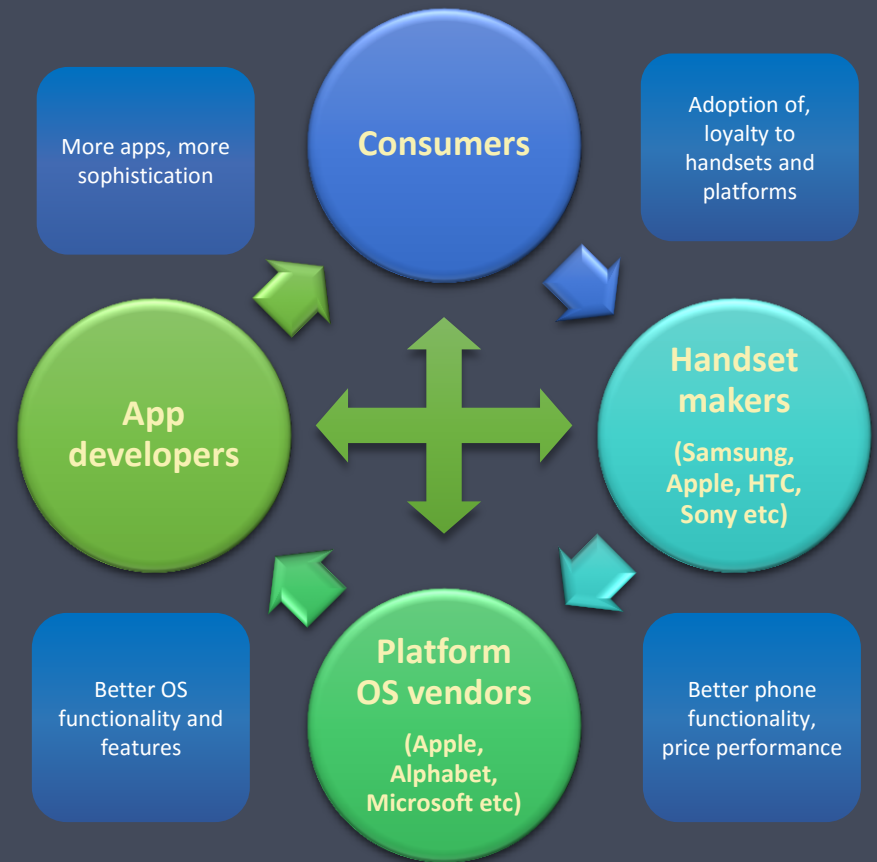 Consumers
More apps, more
sophistication
Adoption of,
loyalty to
handsets and
platforms
App
developers
Handset
makers
(Samsung,
Apple, HTC,
Sony etc)
Platform
OS vendors
(Apple,
Alphabet,
Microsoft etc)
Better OS
functionality and
features
Better phone
functionality,
price performance